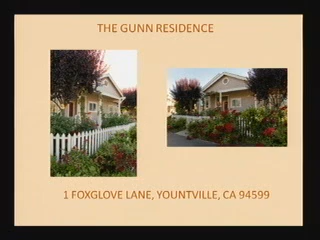 THE GUNN RESIDENCE
1 FOXGLOVE LANE, YOUNTVILLE, CA 94599